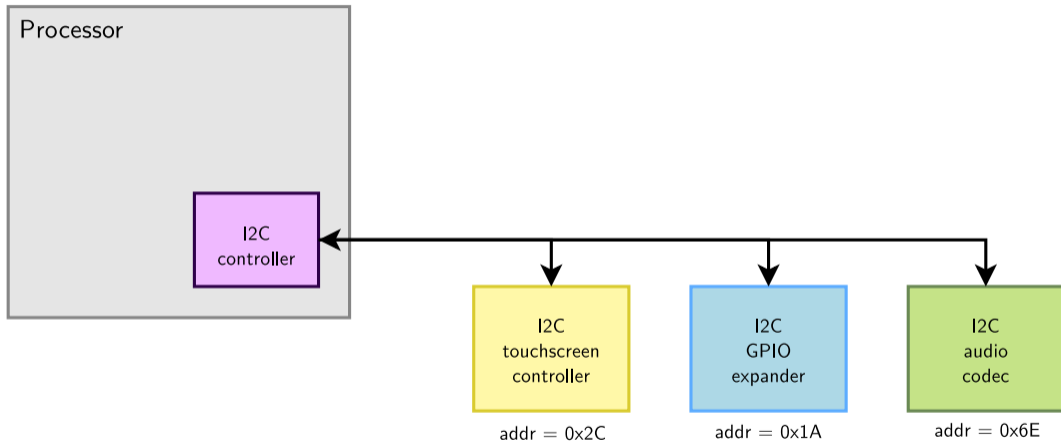 Processor
I2C
controller
I2C
touchscreen
controller
I2C
GPIO
expander
I2C
audio
codec
addr = 0x2C
addr = 0x1A
addr = 0x6E